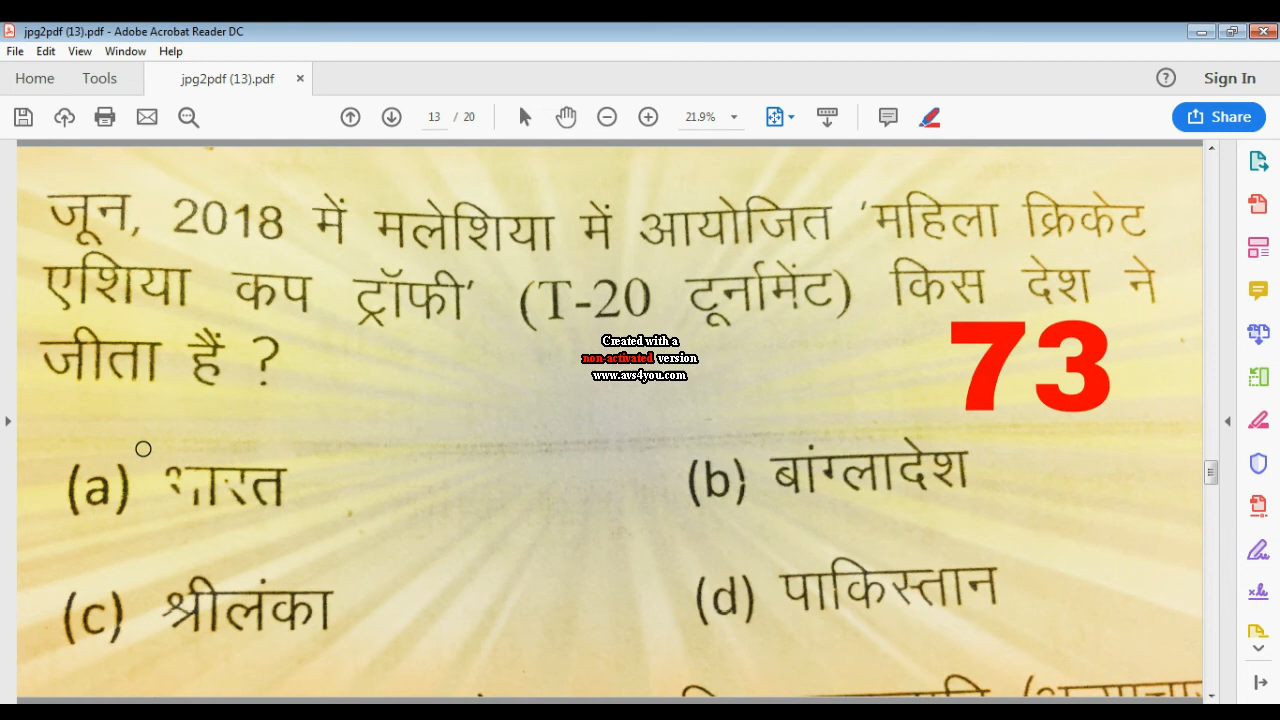 jpg2pdf (13).pdf - Adobe Acrobat Reader DC
File Edit View Window Help
Home Tools jpg2pdf (13).pdf × ? Sign In
13 / 20 21.9% Share
जून, 2018 में मलेशिया में आयोजित 'महिला क्रिकेट
एशिया कप ट्रॉफी' (T-20 टूर्नामेंट) किस देश ने
जीता हैं ?
73
Created with a
non-activated version
www.avs4you.com
(a) भारत (b) बांग्लादेश
(c) श्रीलंका (d) पाकिस्तान